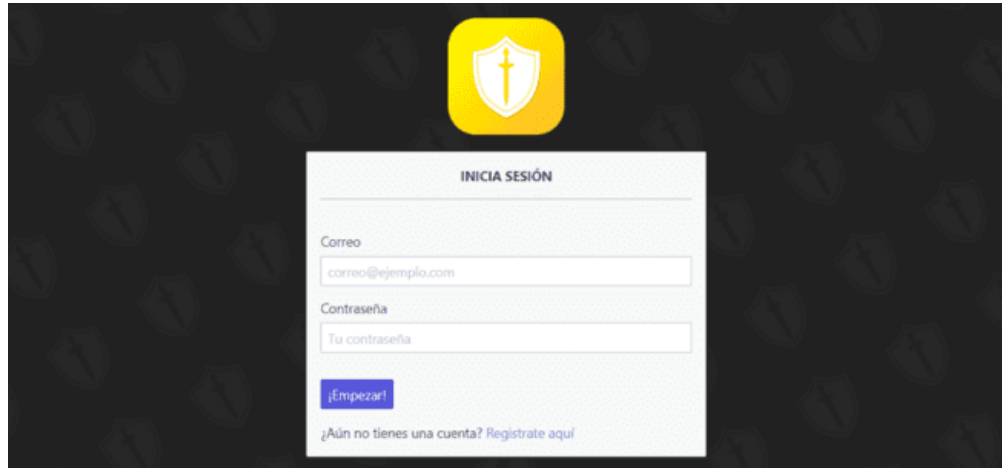 INICIA SESIÓN
Correo
correo@ejemplo.com
Contraseña
Tu contraseña
¡Empezar!
¿Aún no tienes una cuenta? Registrate aquí